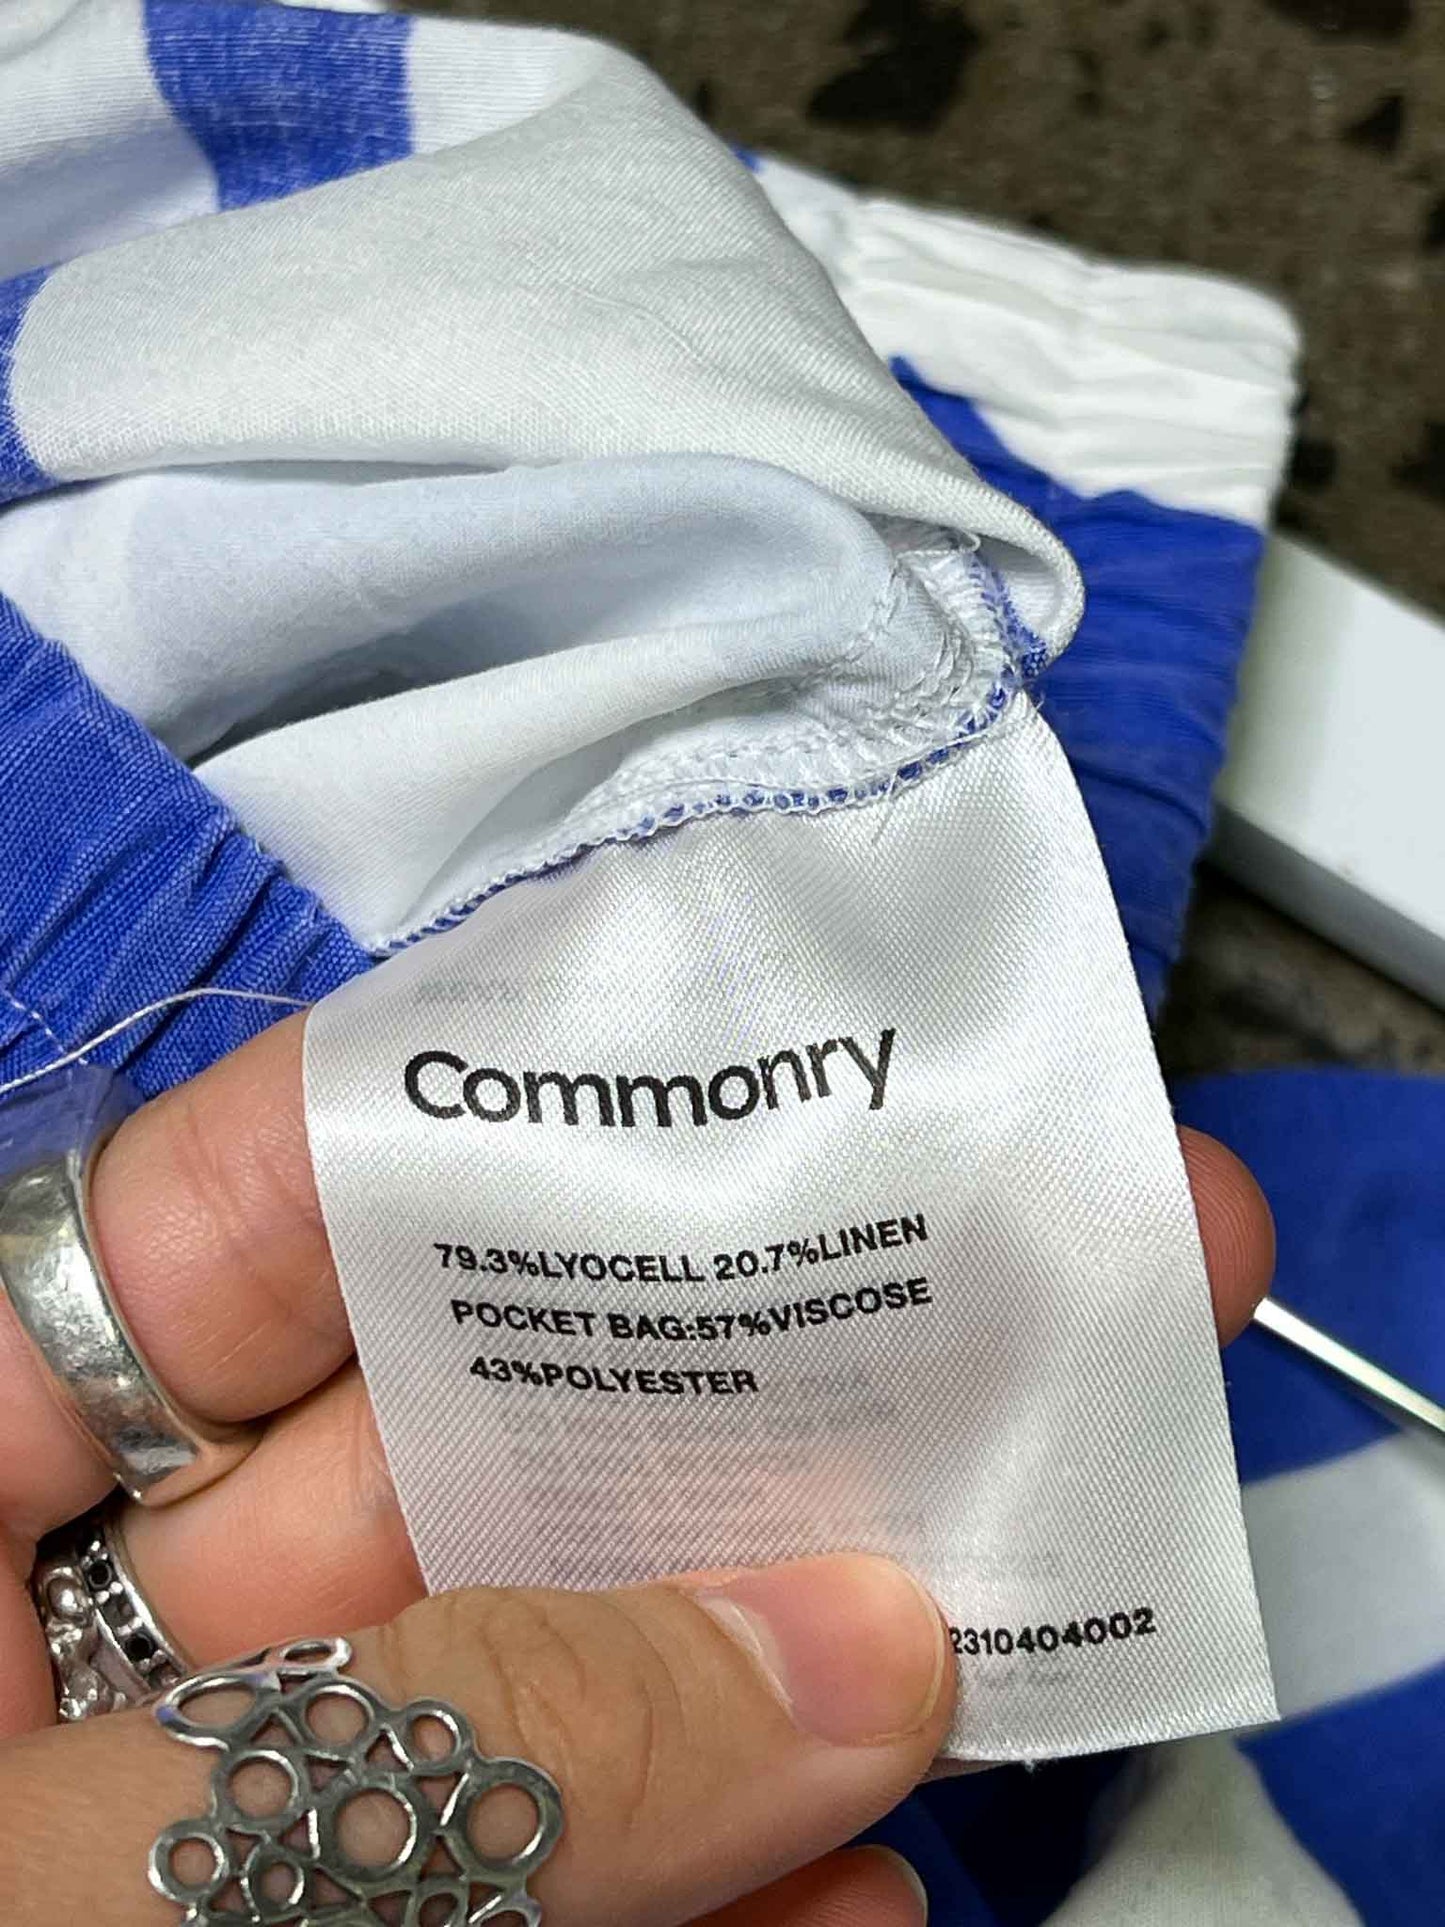 Commonry
79.3%LYOCELL 20.7%LINEN
POCKET BAG:57%VISCOSE
43%POLYESTER
2310404002